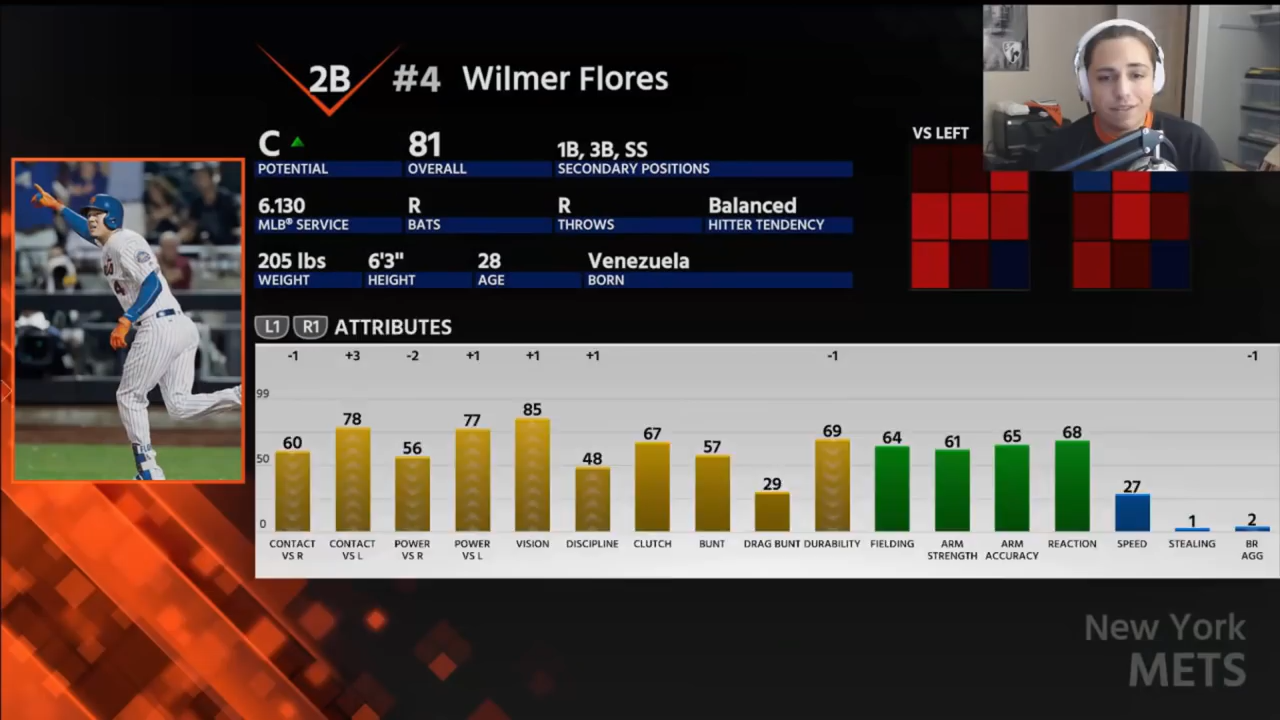 2B #4 Wilmer Flores
C 81 1B, 3B, SS
POTENTIAL OVERALL SECONDARY POSITIONS
6.130 R R Balanced
MLB® SERVICE BATS THROWS HITTER TENDENCY
205 lbs 6'3" 28 Venezuela
WEIGHT HEIGHT AGE BORN
VS LEFT
L1 R1 ATTRIBUTES
-1 +3 -2 +1 +1 +1 -1 -1
99
50
0
60 78 56 77 85 48 67 57 29 69 64 61 65 68 27 1 2
CONTACT CONTACT POWER POWER VISION DISCIPLINE CLUTCH BUNT DRAG BUNT DURABILITY FIELDING ARM ARM REACTION SPEED STEALING BR
VS R VS L VS R VS L STRENGTH ACCURACY AGG
New York
METS